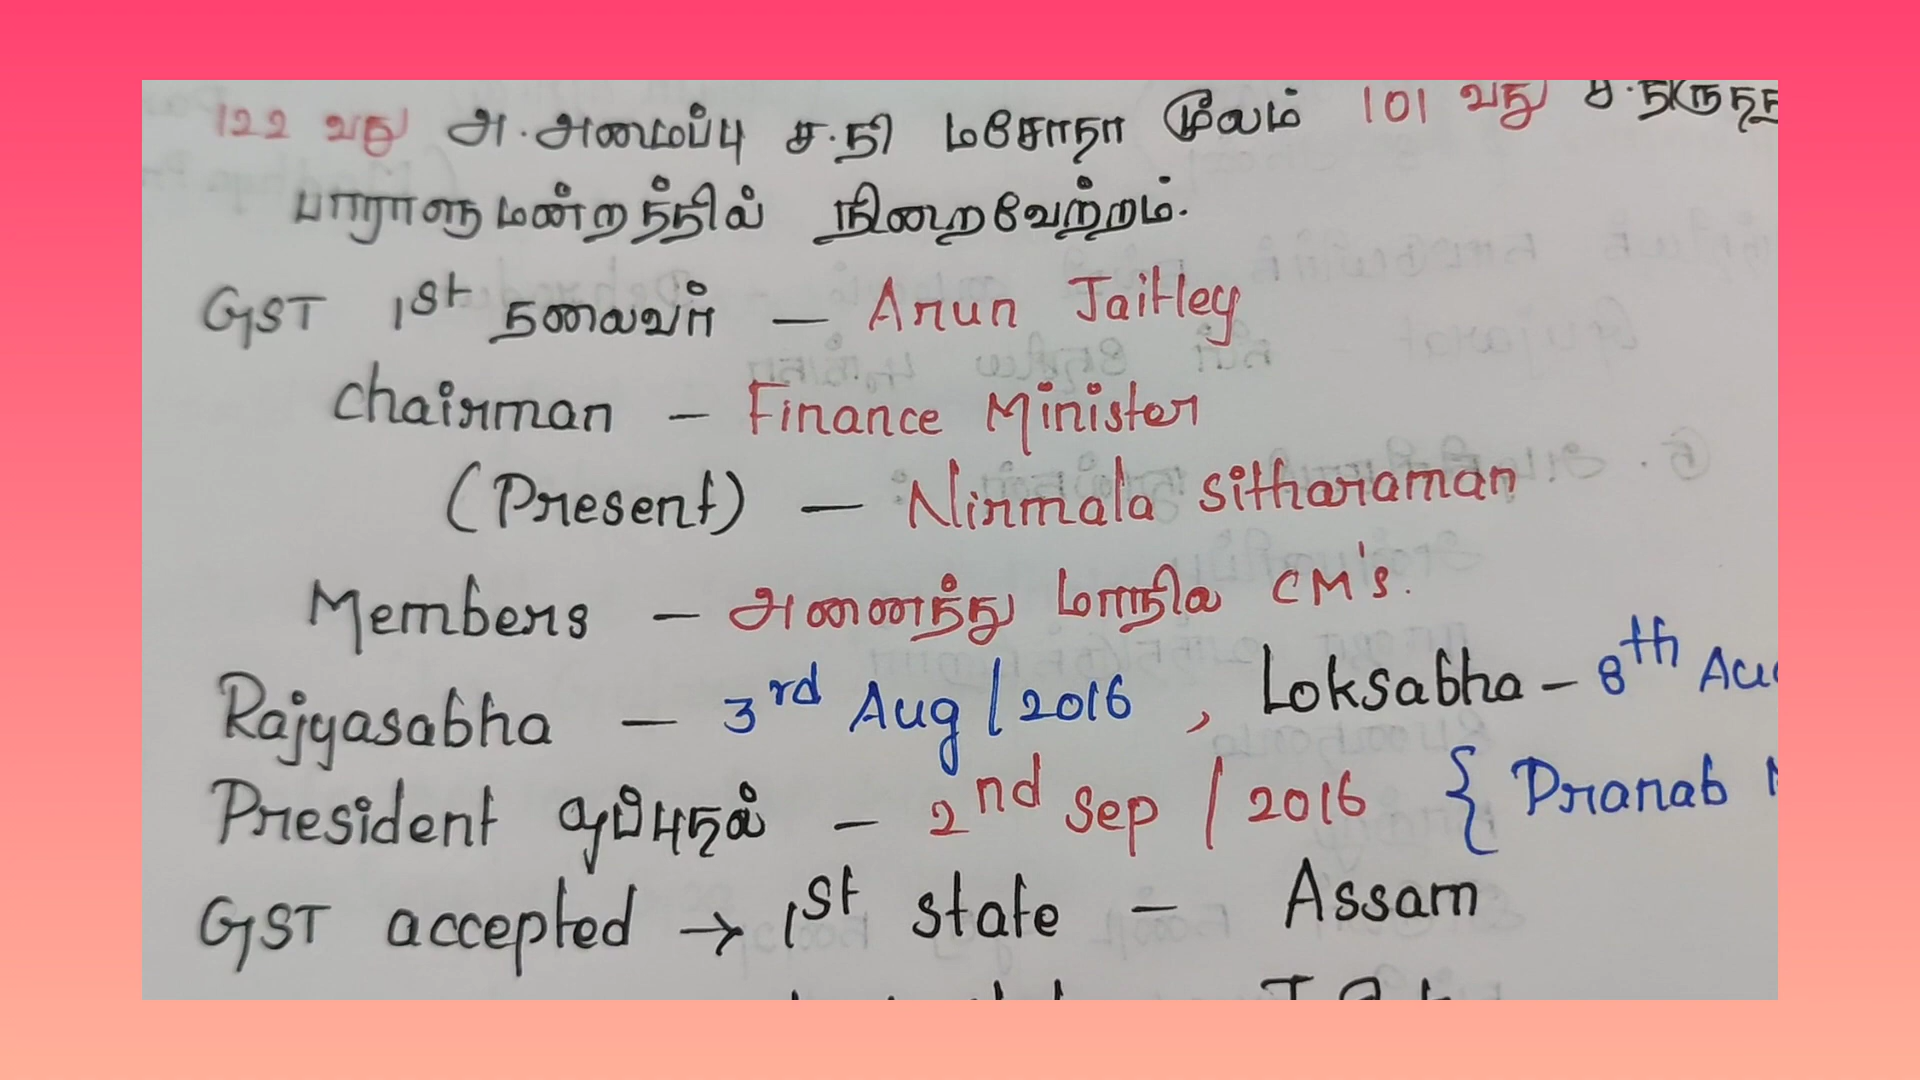 122 வது அ.அமைப்பு ச.தி மசோதா மூலம் 101 வது
பாராளுமன்றத்தில் நிறைவேற்றம்.
GST 1st தலைவர் – Arun Jaitley
chairman – Finance Minister
(Present) – Nirmala sitharaman
Members – அனைத்து மாநில CM's.
Rajyasabha – 3rd Aug / 2016 , Loksabha – 8th
President ஒப்புதல் – 2nd Sep / 2016 { Pranab
GST accepted → 1st state – Assam